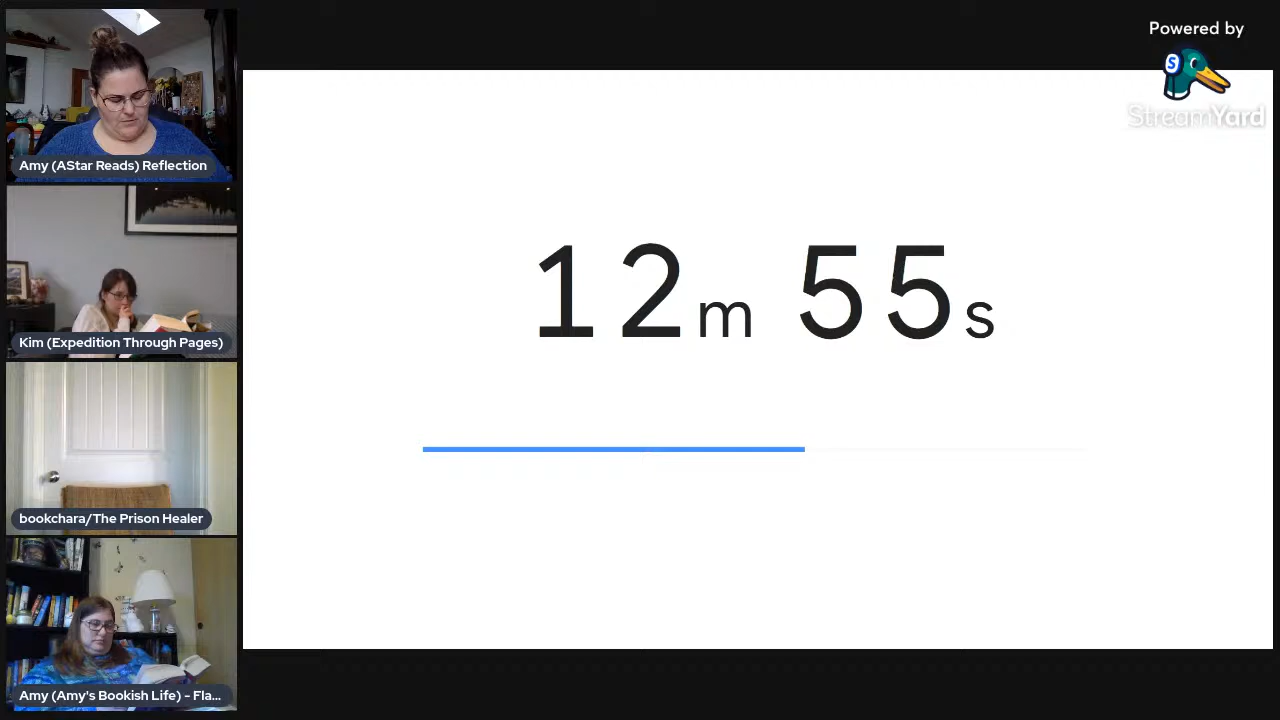 Powered by
S
StreamYard
Amy (AStar Reads) Reflection
12m 55s
Kim (Expedition Through Pages)
bookchara/The Prison Healer
Amy (Amy's Bookish Life) - Fla...